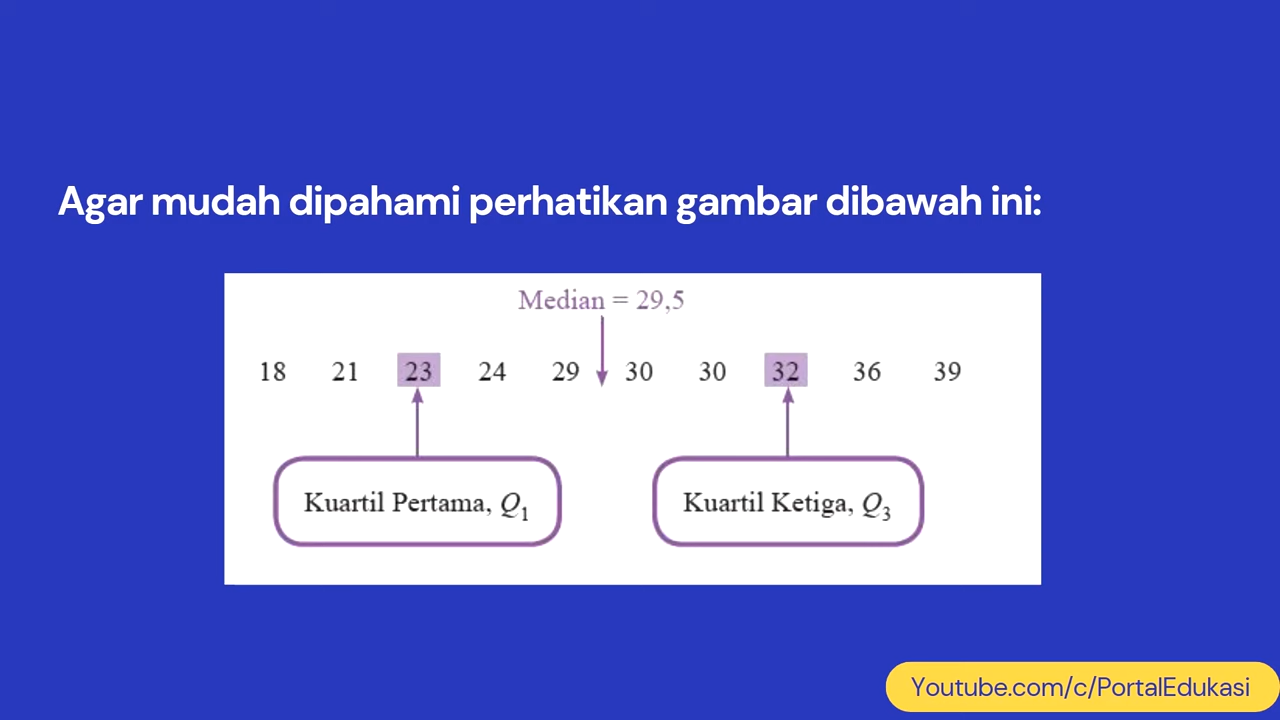 Agar mudah dipahami perhatikan gambar dibawah ini:
Median = 29,5
18 21 23 24 29 30 30 32 36 39
Kuartil Pertama, Q1 Kuartil Ketiga, Q3
Youtube.com/c/PortalEdukasi